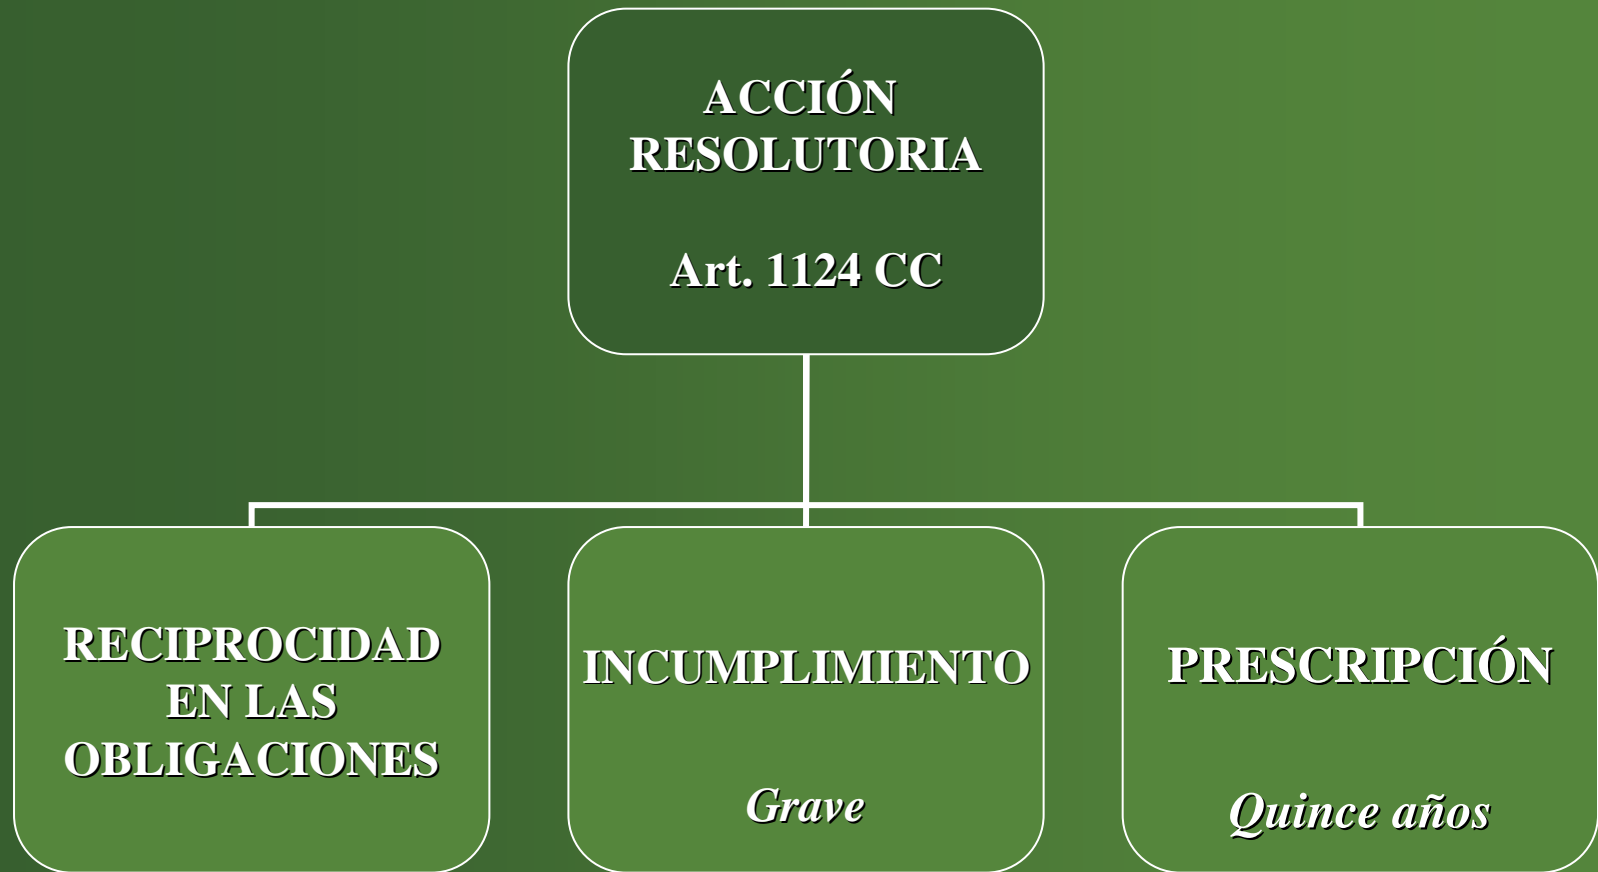 ACCIÓN
RESOLUTORIA
Art. 1124 CC
RECIPROCIDAD
EN LAS
OBLIGACIONES
INCUMPLIMIENTO
Grave
PRESCRIPCIÓN
Quince años